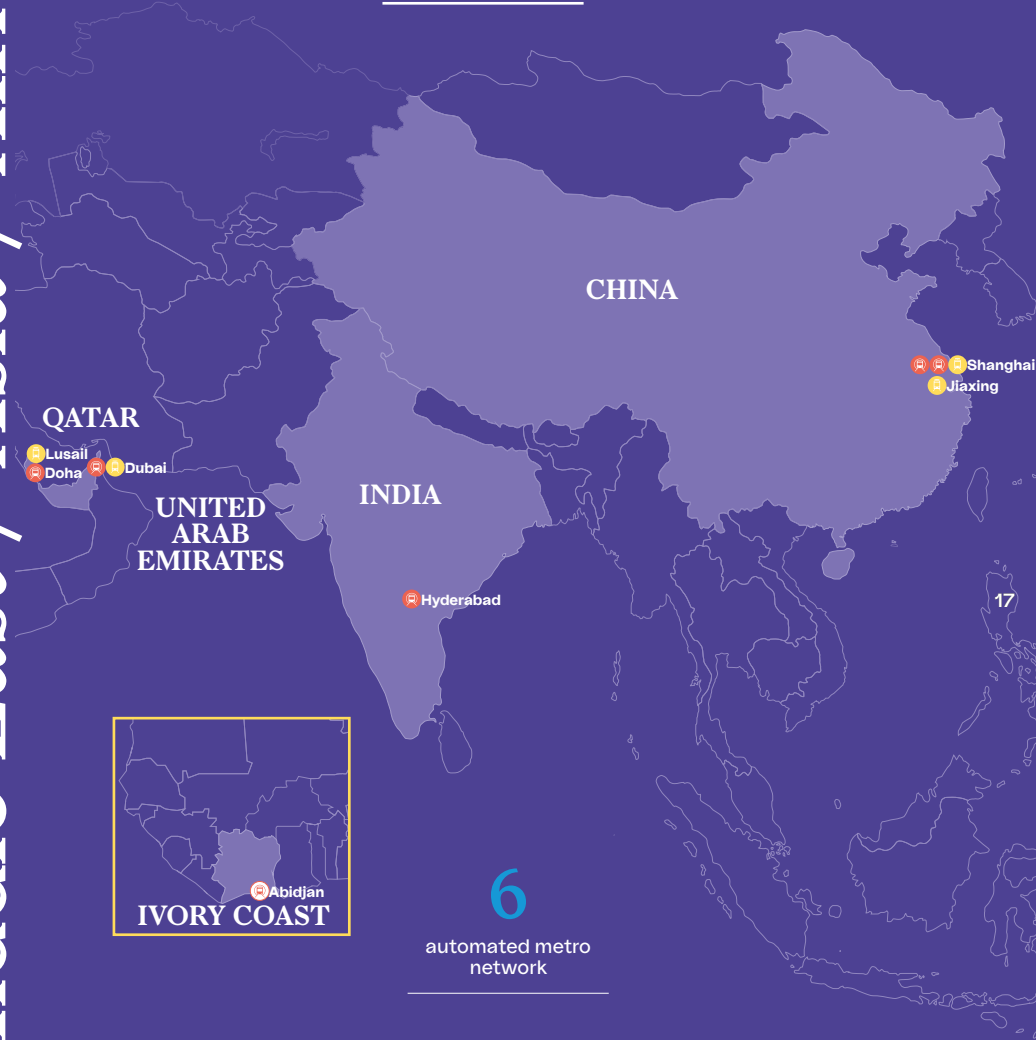 CHINA
Shanghai
Jiaxing
QATAR
Lusail
Doha
Dubai
UNITED
ARAB
EMIRATES
INDIA
Hyderabad
17
Abidjan
IVORY COAST
6
automated metro
network